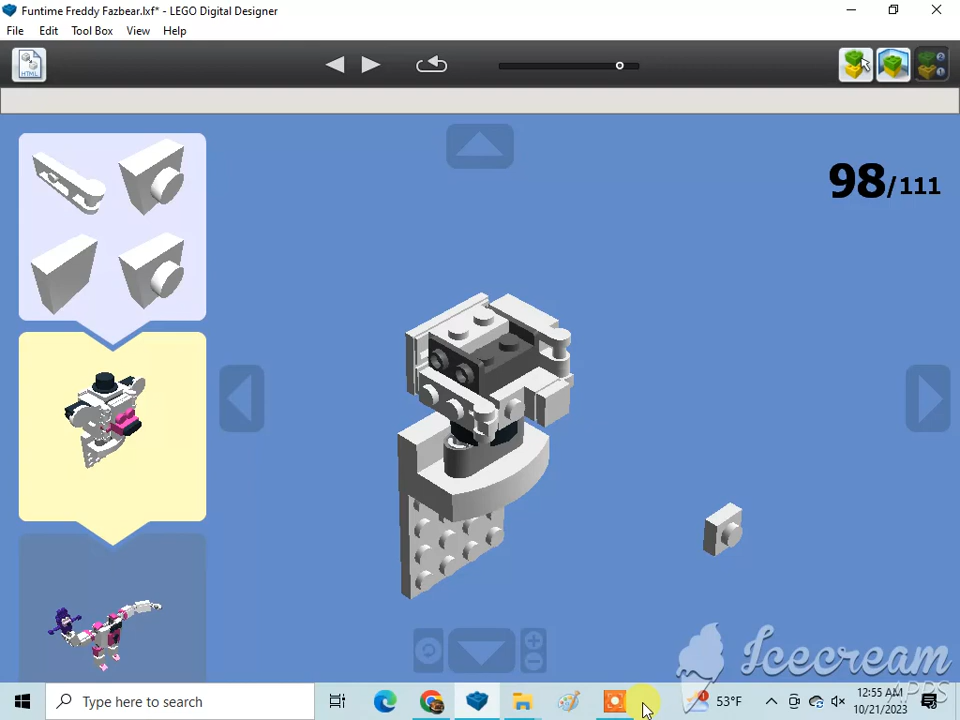 Funtime Freddy Fazbear.lxf* - LEGO Digital Designer
File Edit Tool Box View Help
HTML
98/111
Icecream
APPS
Type here to search
53°F
12:55 AM
10/21/2023